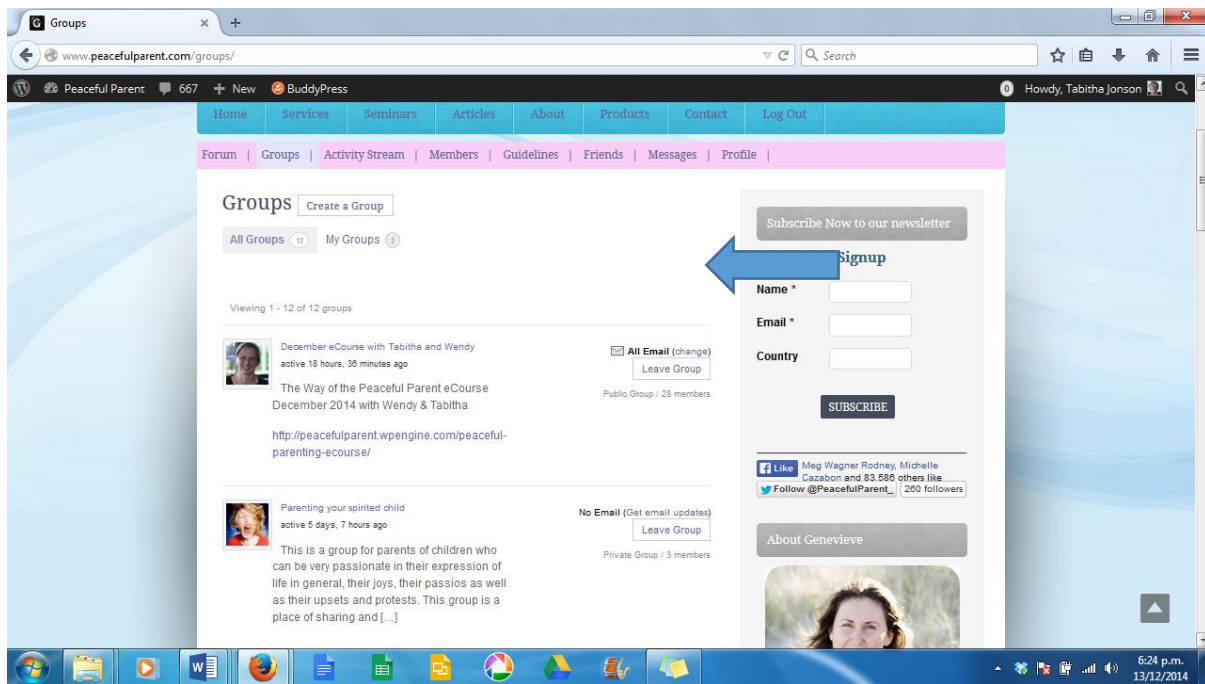 Groups
www.peacefulparent.com/groups/
Search
Peaceful Parent 667 + New BuddyPress 0 Howdy, Tabitha Jonson
Home Services Seminars Articles About Products Contact Log Out
Forum | Groups | Activity Stream | Members | Guidelines | Friends | Messages | Profile |
Groups Create a Group
All Groups 12 My Groups 3
Viewing 1 - 12 of 12 groups
December eCourse with Tabitha and Wendy
active 18 hours, 36 minutes ago
The Way of the Peaceful Parent eCourse
December 2014 with Wendy & Tabitha
http://peacefulparent.wpengine.com/peaceful-
parenting-ecourse/
All Email (change)
Leave Group
Public Group / 28 members
Parenting your spirited child
active 5 days, 7 hours ago
This is a group for parents of children who
can be very passionate in their expression of
life in general, their joys, their passios as well
as their upsets and protests. This group is a
place of sharing and [...]
No Email (Get email updates)
Leave Group
Private Group / 3 members
Subscribe Now to our newsletter
Signup
Name *
Email *
Country
SUBSCRIBE
Like Meg Wagner Rodney, Michelle
Cazabon and 83,586 others like
Follow @PeacefulParent_ 260 followers
About Genevieve
6:24 p.m.
13/12/2014